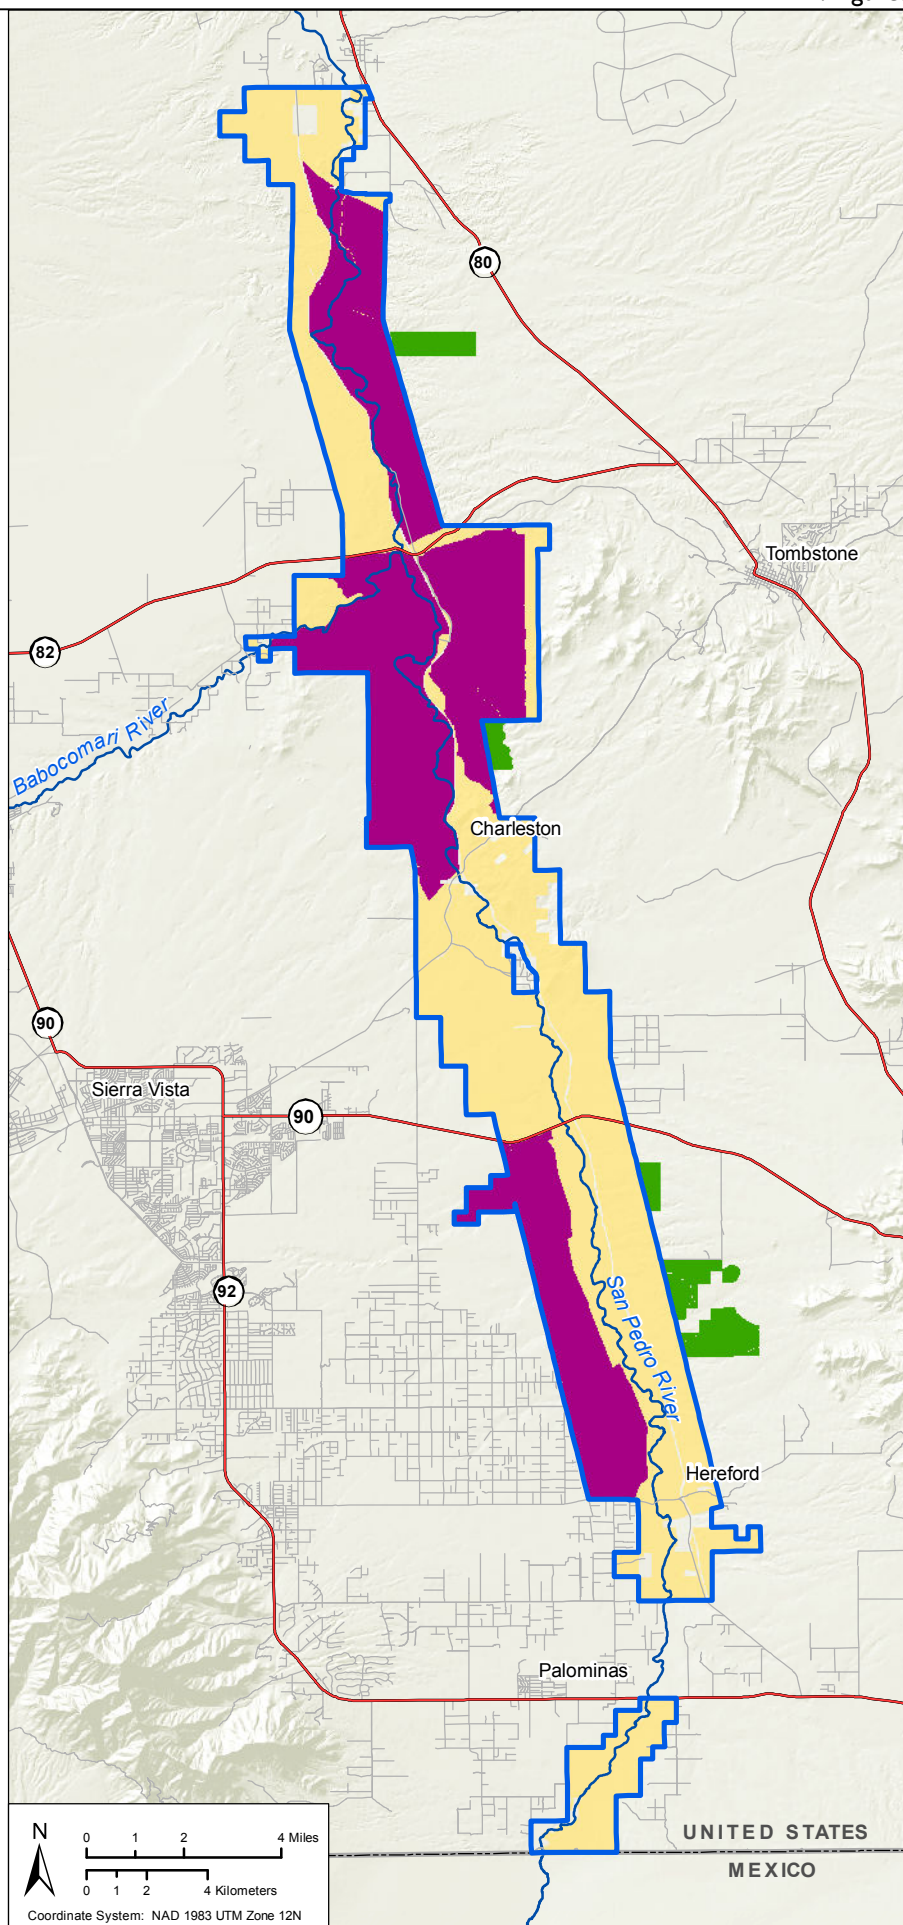 80
Tombstone
82
Babocomari River
Charleston
90
Sierra Vista
90
92
San Pedro River
Hereford
Palominas
UNITED STATES
MEXICO
N
0 1 2 4 Miles
0 1 2 4 Kilometers
Coordinate System: NAD 1983 UTM Zone 12N